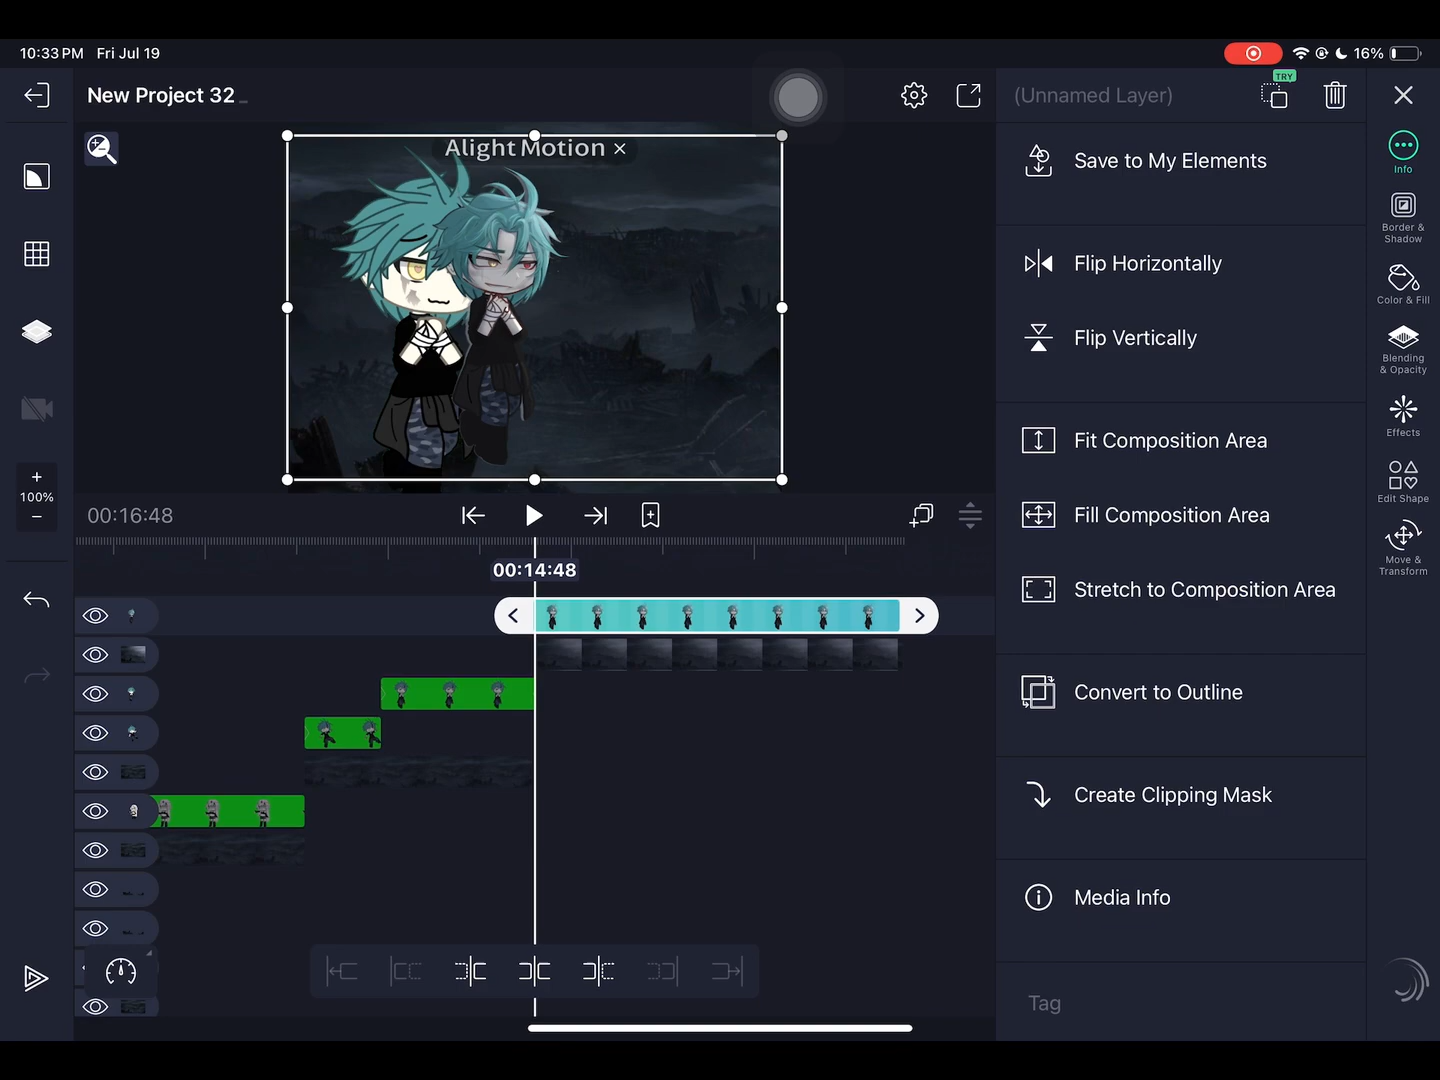 10:33 PM Fri Jul 19
16%
New Project 32
(Unnamed Layer)
TRY
Alight Motion ×
Save to My Elements
Info
Border &
Shadow
Flip Horizontally
Color & Fill
Flip Vertically
Blending
& Opacity
Effects
Fit Composition Area
Edit Shape
+
100%
−
00:16:48
Fill Composition Area
Move &
Transform
00:14:48
Stretch to Composition Area
Convert to Outline
Create Clipping Mask
Media Info
Tag